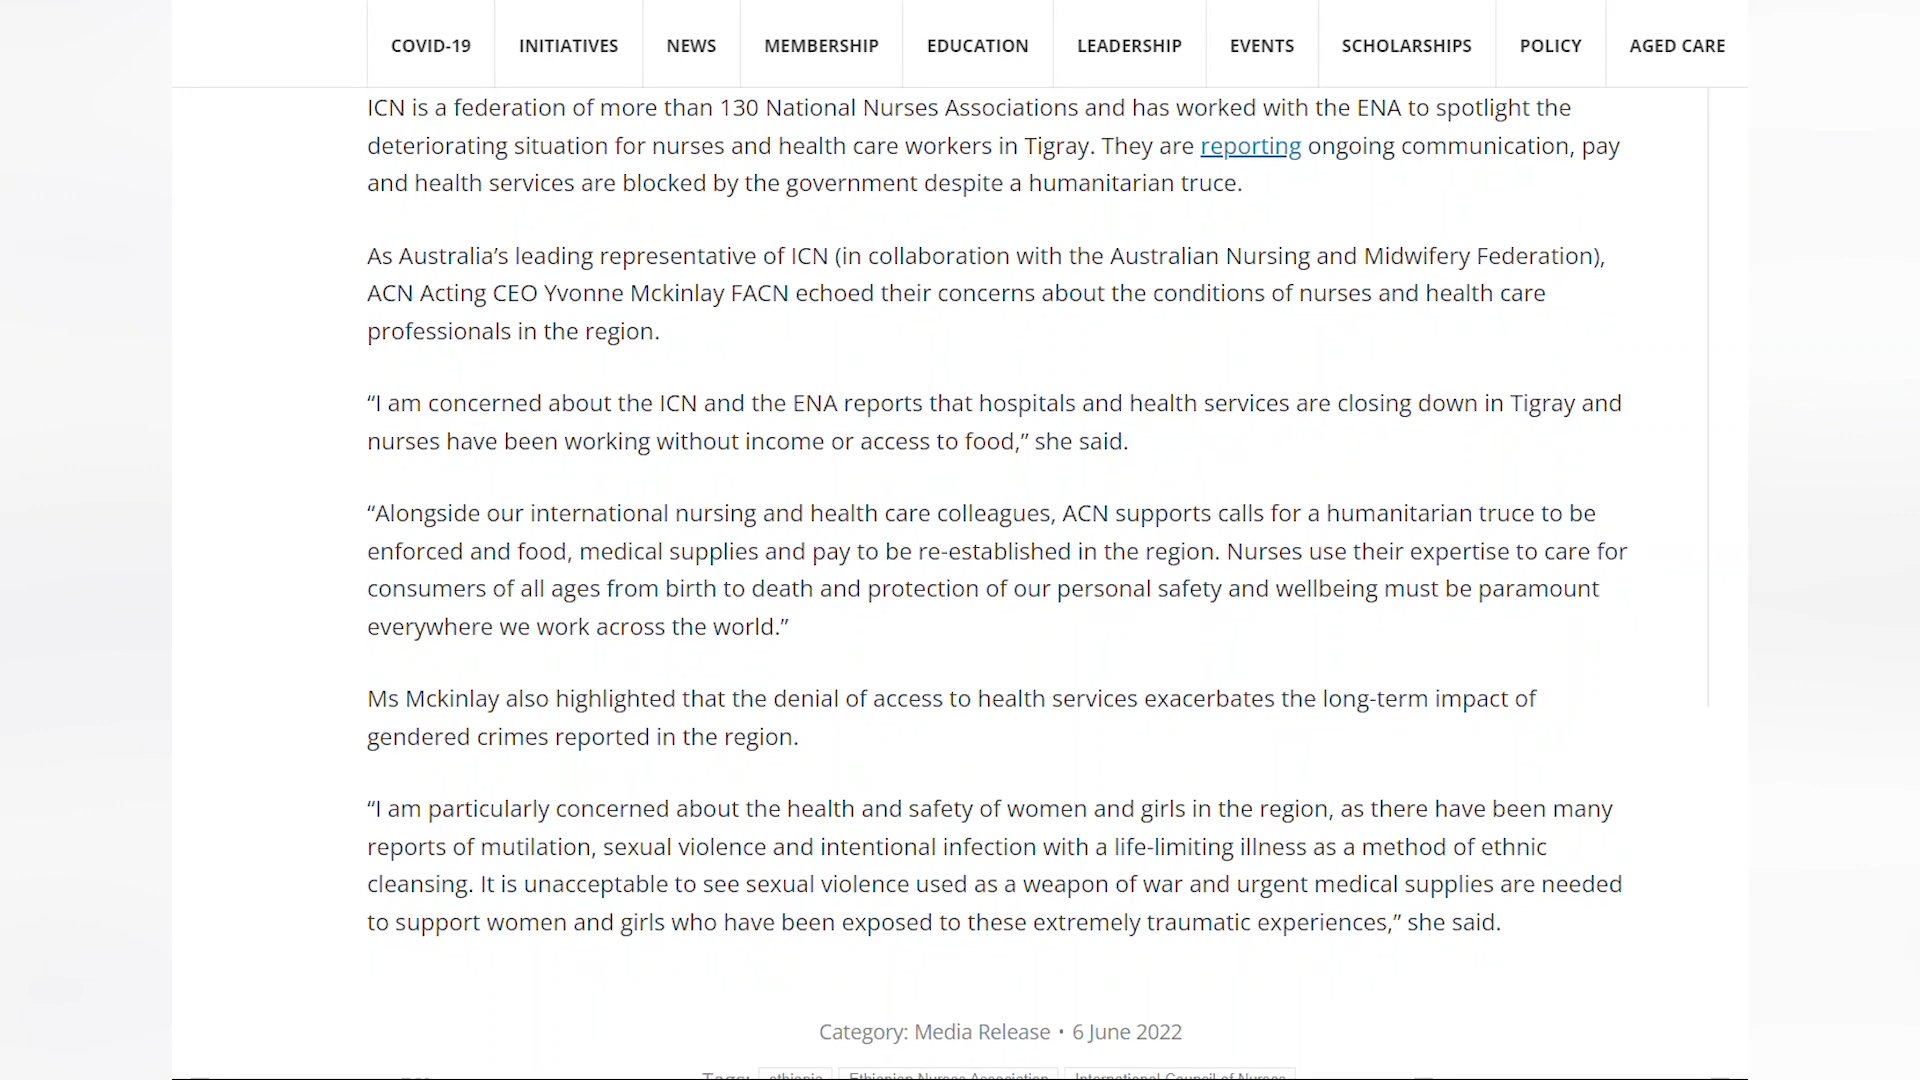 COVID-19 INITIATIVES NEWS MEMBERSHIP EDUCATION LEADERSHIP EVENTS SCHOLARSHIPS POLICY AGED CARE
ICN is a federation of more than 130 National Nurses Associations and has worked with the ENA to spotlight the
deteriorating situation for nurses and health care workers in Tigray. They are reporting ongoing communication, pay
and health services are blocked by the government despite a humanitarian truce.
As Australia’s leading representative of ICN (in collaboration with the Australian Nursing and Midwifery Federation),
ACN Acting CEO Yvonne Mckinlay FACN echoed their concerns about the conditions of nurses and health care
professionals in the region.
“I am concerned about the ICN and the ENA reports that hospitals and health services are closing down in Tigray and
nurses have been working without income or access to food,” she said.
“Alongside our international nursing and health care colleagues, ACN supports calls for a humanitarian truce to be
enforced and food, medical supplies and pay to be re-established in the region. Nurses use their expertise to care for
consumers of all ages from birth to death and protection of our personal safety and wellbeing must be paramount
everywhere we work across the world.”
Ms Mckinlay also highlighted that the denial of access to health services exacerbates the long-term impact of
gendered crimes reported in the region.
“I am particularly concerned about the health and safety of women and girls in the region, as there have been many
reports of mutilation, sexual violence and intentional infection with a life-limiting illness as a method of ethnic
cleansing. It is unacceptable to see sexual violence used as a weapon of war and urgent medical supplies are needed
to support women and girls who have been exposed to these extremely traumatic experiences,” she said.
Category: Media Release • 6 June 2022
Tags: ethiopia Ethiopian Nurses Association International Council of Nurses